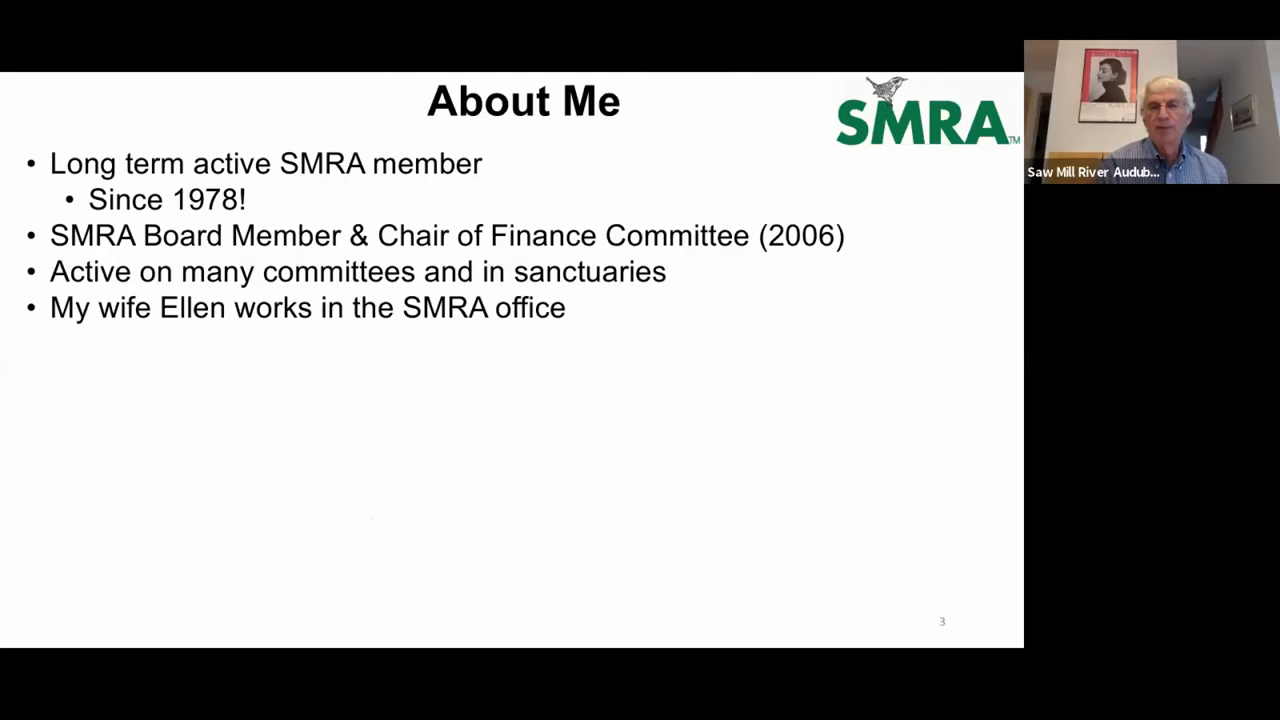 About Me
SMRA™
• Long term active SMRA member
• Since 1978!
• SMRA Board Member & Chair of Finance Committee (2006)
• Active on many committees and in sanctuaries
• My wife Ellen works in the SMRA office
Saw Mill River Audub...
3